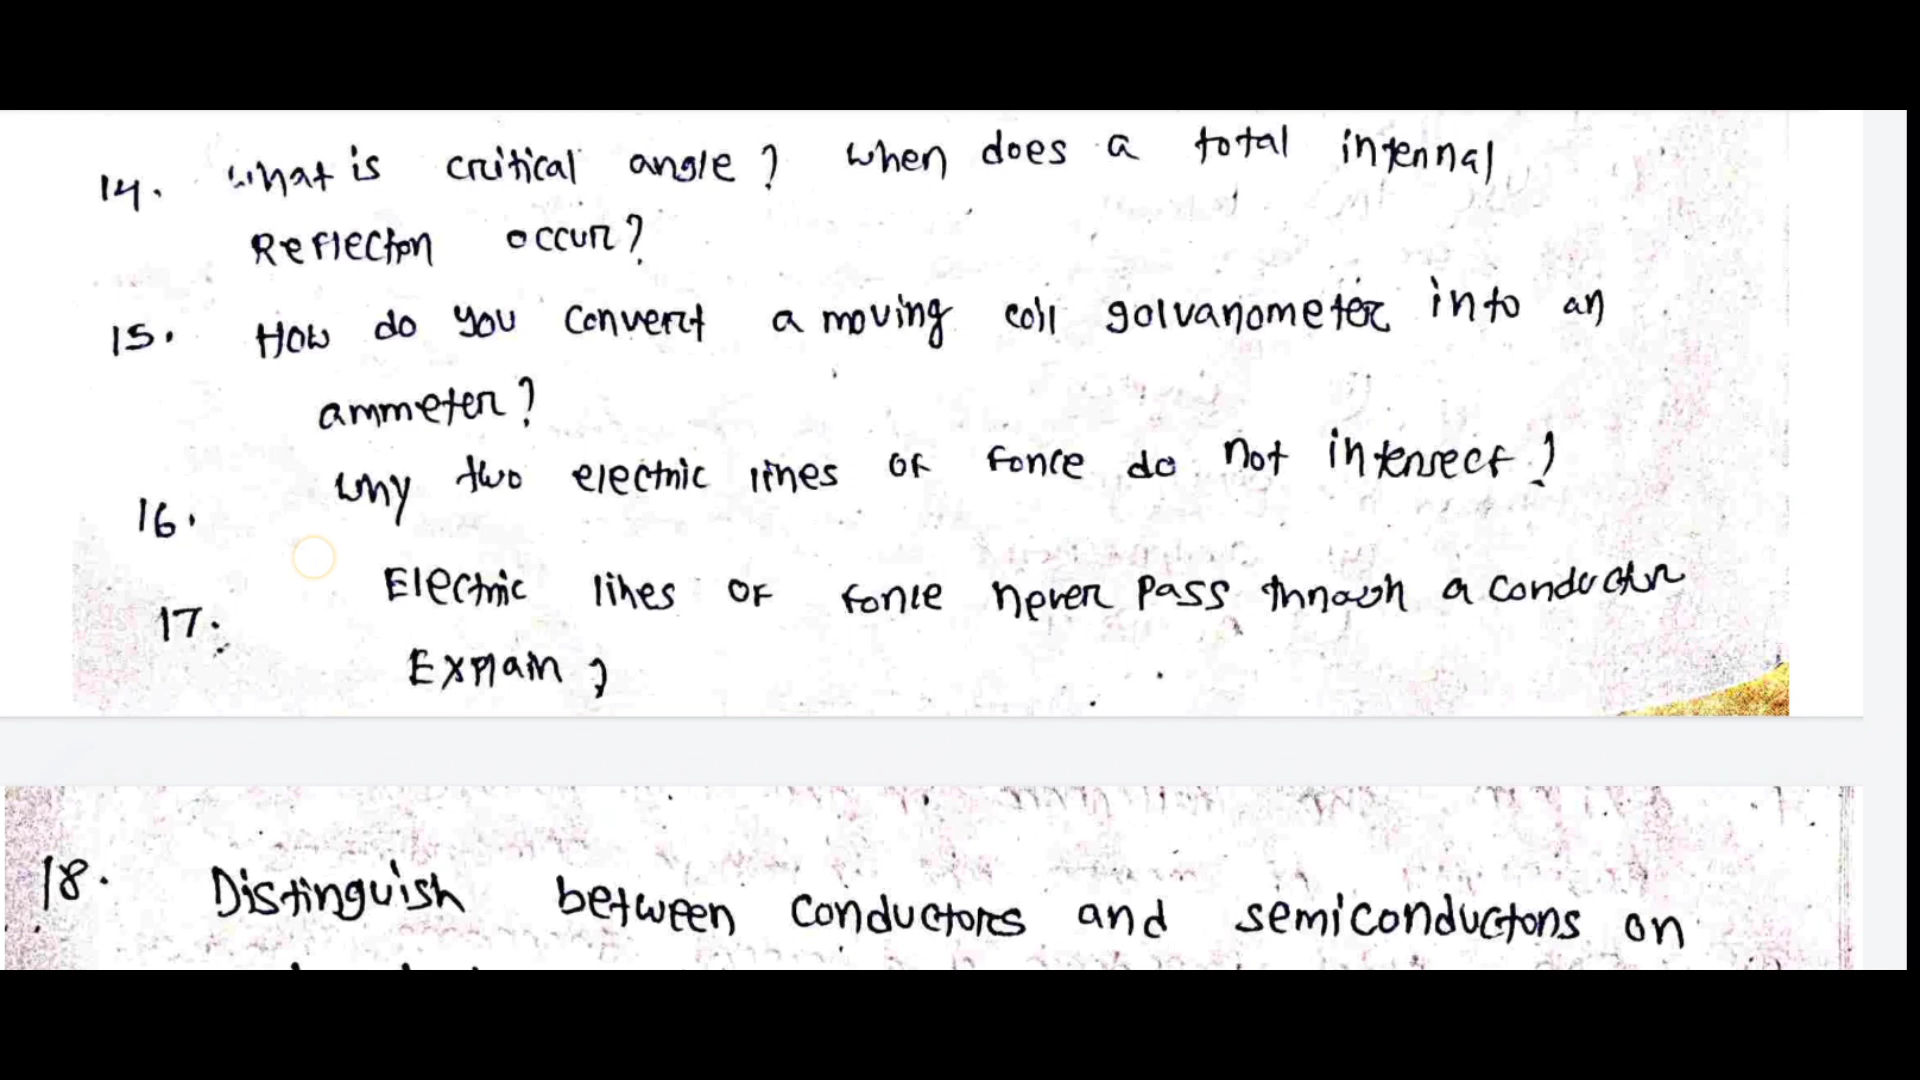 14. What is critical angle? When does a total internal
Reflection occur?
15. How do you convert a moving coil galvanometer into an
ammeter?
16. Why two electric lines of force do not intersect?
17. Electric lines of force never pass through a conductor
Explain?
18. Distinguish between conductors and semiconductors on